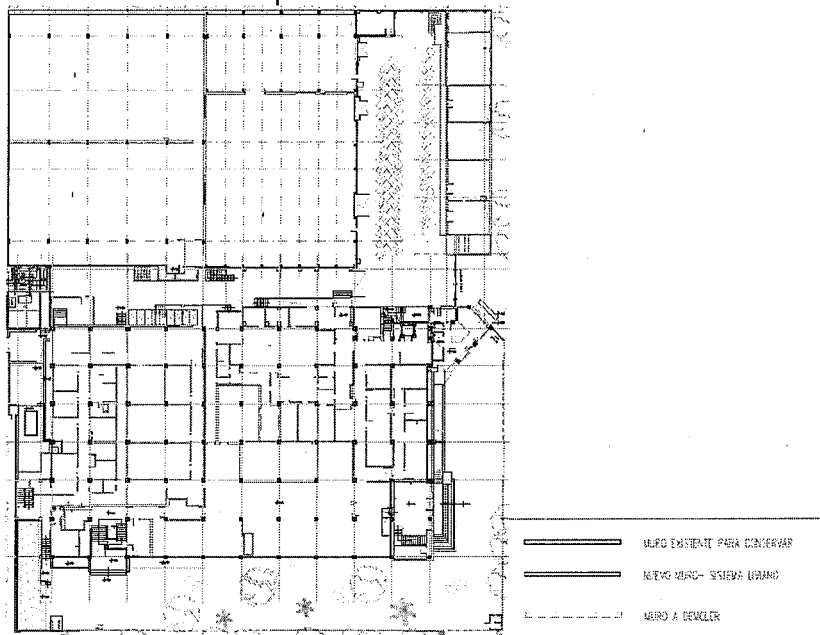 MURO EXISTENTE PARA CONSERVAR
NUEVO MURO- SISTEMA LIVIANO
MURO A DEMOLER